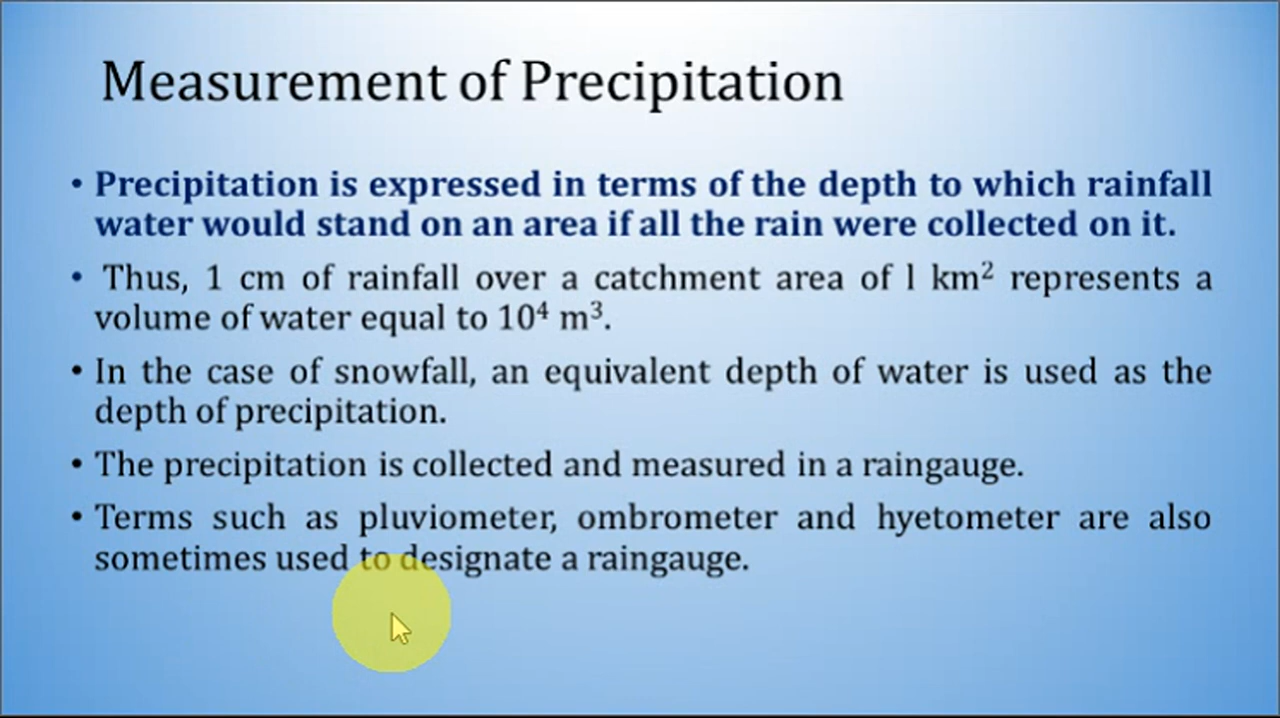 Measurement of Precipitation
• Precipitation is expressed in terms of the depth to which rainfall
water would stand on an area if all the rain were collected on it.
• Thus, 1 cm of rainfall over a catchment area of l km² represents a
volume of water equal to 10⁴ m³.
• In the case of snowfall, an equivalent depth of water is used as the
depth of precipitation.
• The precipitation is collected and measured in a raingauge.
• Terms such as pluviometer, ombrometer and hyetometer are also
sometimes used to designate a raingauge.